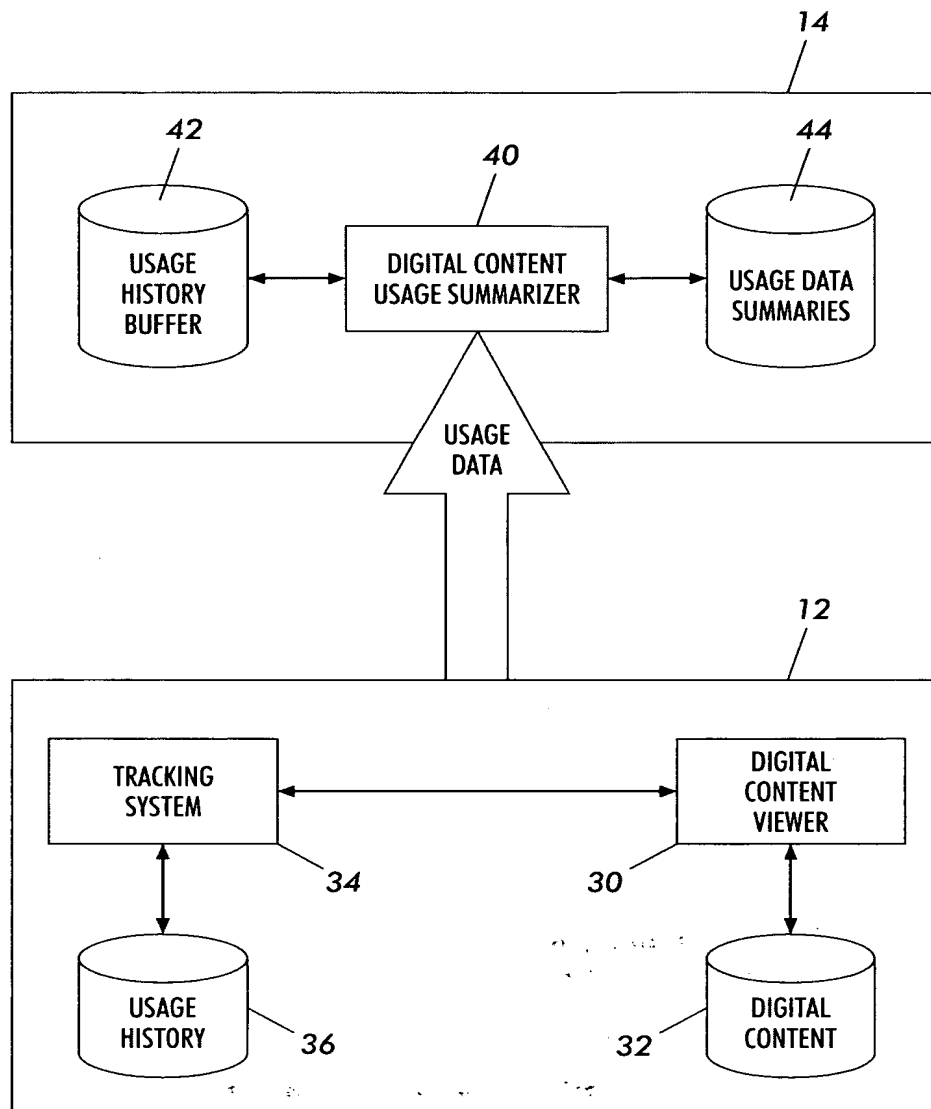 14
42
40
44
USAGE
HISTORY
BUFFER
DIGITAL CONTENT
USAGE SUMMARIZER
USAGE DATA
SUMMARIES
USAGE
DATA
12
TRACKING
SYSTEM
DIGITAL
CONTENT
VIEWER
34
30
USAGE
HISTORY
36
32
DIGITAL
CONTENT